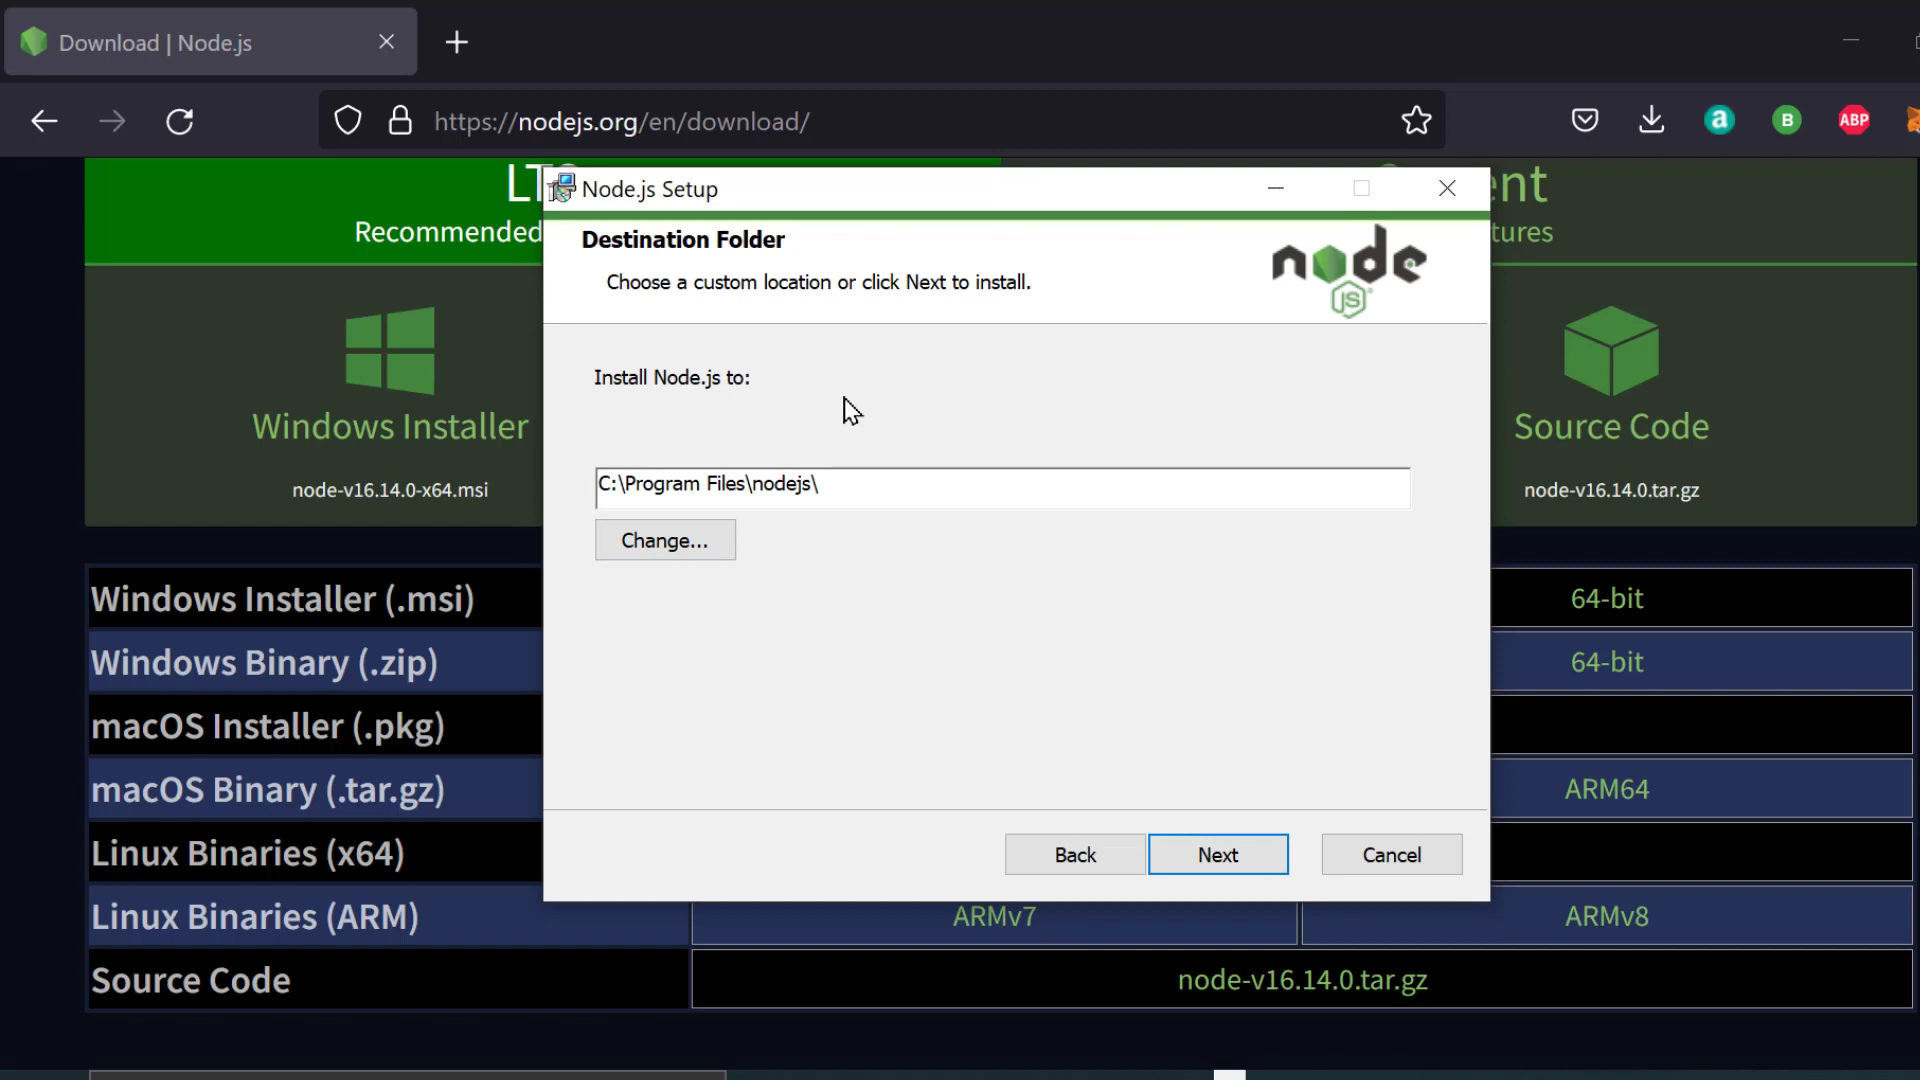 Download | Node.js
https://nodejs.org/en/download/
a
B
ABP
LT
ent
Recommended
tures
Node.js Setup
Destination Folder
Choose a custom location or click Next to install.
node
JS
Install Node.js to:
C:\Program Files\nodejs\
Change...
Back
Next
Cancel
Windows Installer
node-v16.14.0-x64.msi
Source Code
node-v16.14.0.tar.gz
Windows Installer (.msi)
64-bit
Windows Binary (.zip)
64-bit
macOS Installer (.pkg)
macOS Binary (.tar.gz)
ARM64
Linux Binaries (x64)
Linux Binaries (ARM)
ARMv7
ARMv8
Source Code
node-v16.14.0.tar.gz